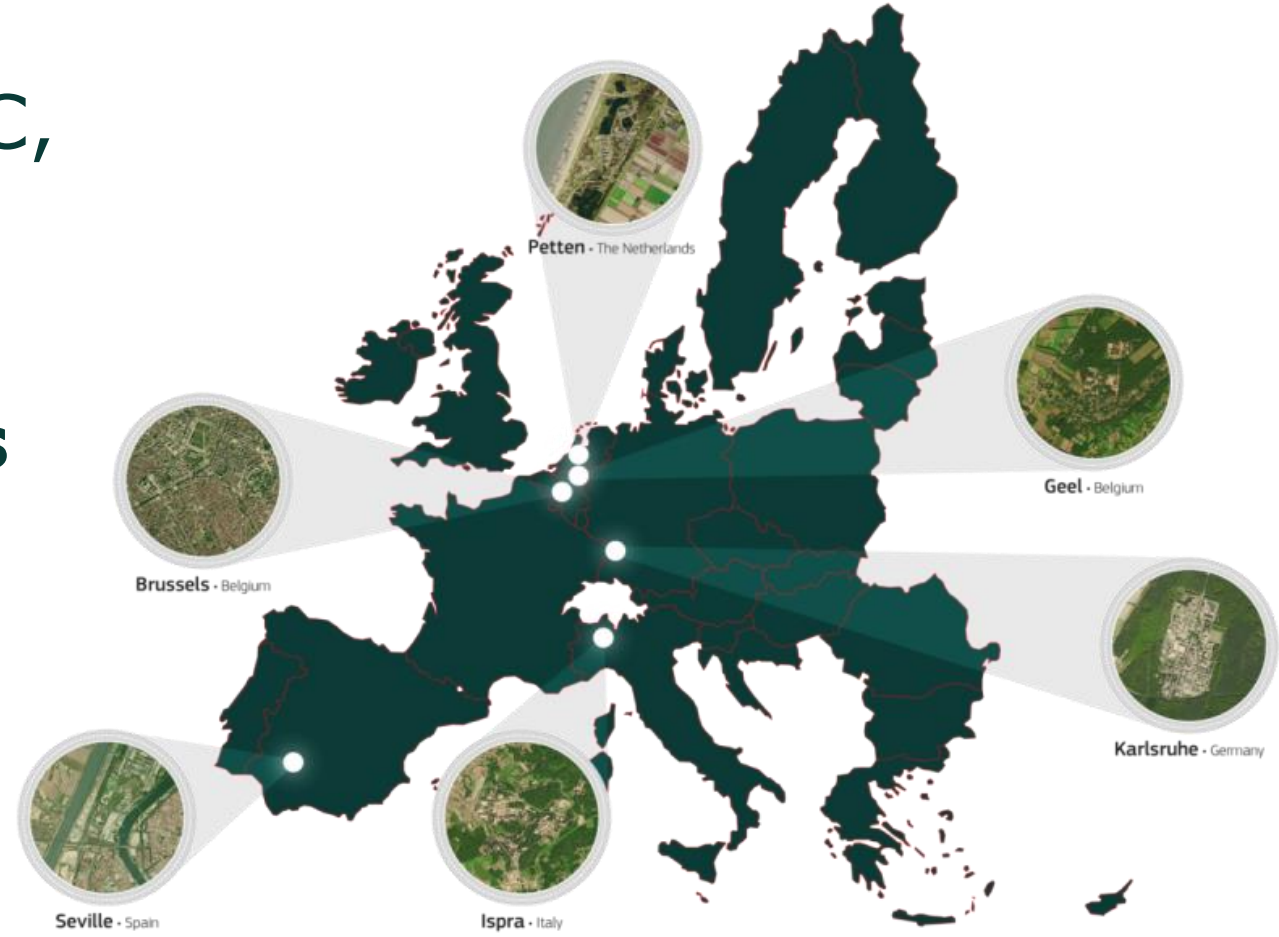 C,
s
Petten · The Netherlands
Geel · Belgium
Brussels · Belgium
Karlsruhe · Germany
Seville · Spain
Ispra · Italy